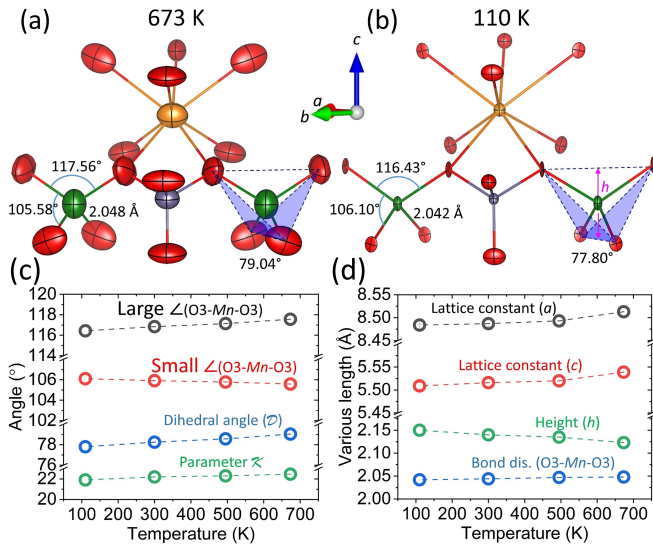 (a) 673 K
(b) 110 K
c
a
b
117.56°
105.58°
2.048 Å
79.04°
116.43°
106.10°
2.042 Å
h
77.80°
(c)
120
118
116
114
108
106
104
102
78
76
24
22
20
Angle (°)
Large ∠(O3-Mn-O3)
Small ∠(O3-Mn-O3)
Dihedral angle (𝒟)
Parameter 𝒦
0 100 200 300 400 500 600 700
Temperature (K)
(d)
8.55
8.50
8.45
5.55
5.50
5.45
2.15
2.10
2.05
2.00
Various length (Å)
Lattice constant (a)
Lattice constant (c)
Height (h)
Bond dis. (O3-Mn-O3)
0 100 200 300 400 500 600 700
Temperature (K)